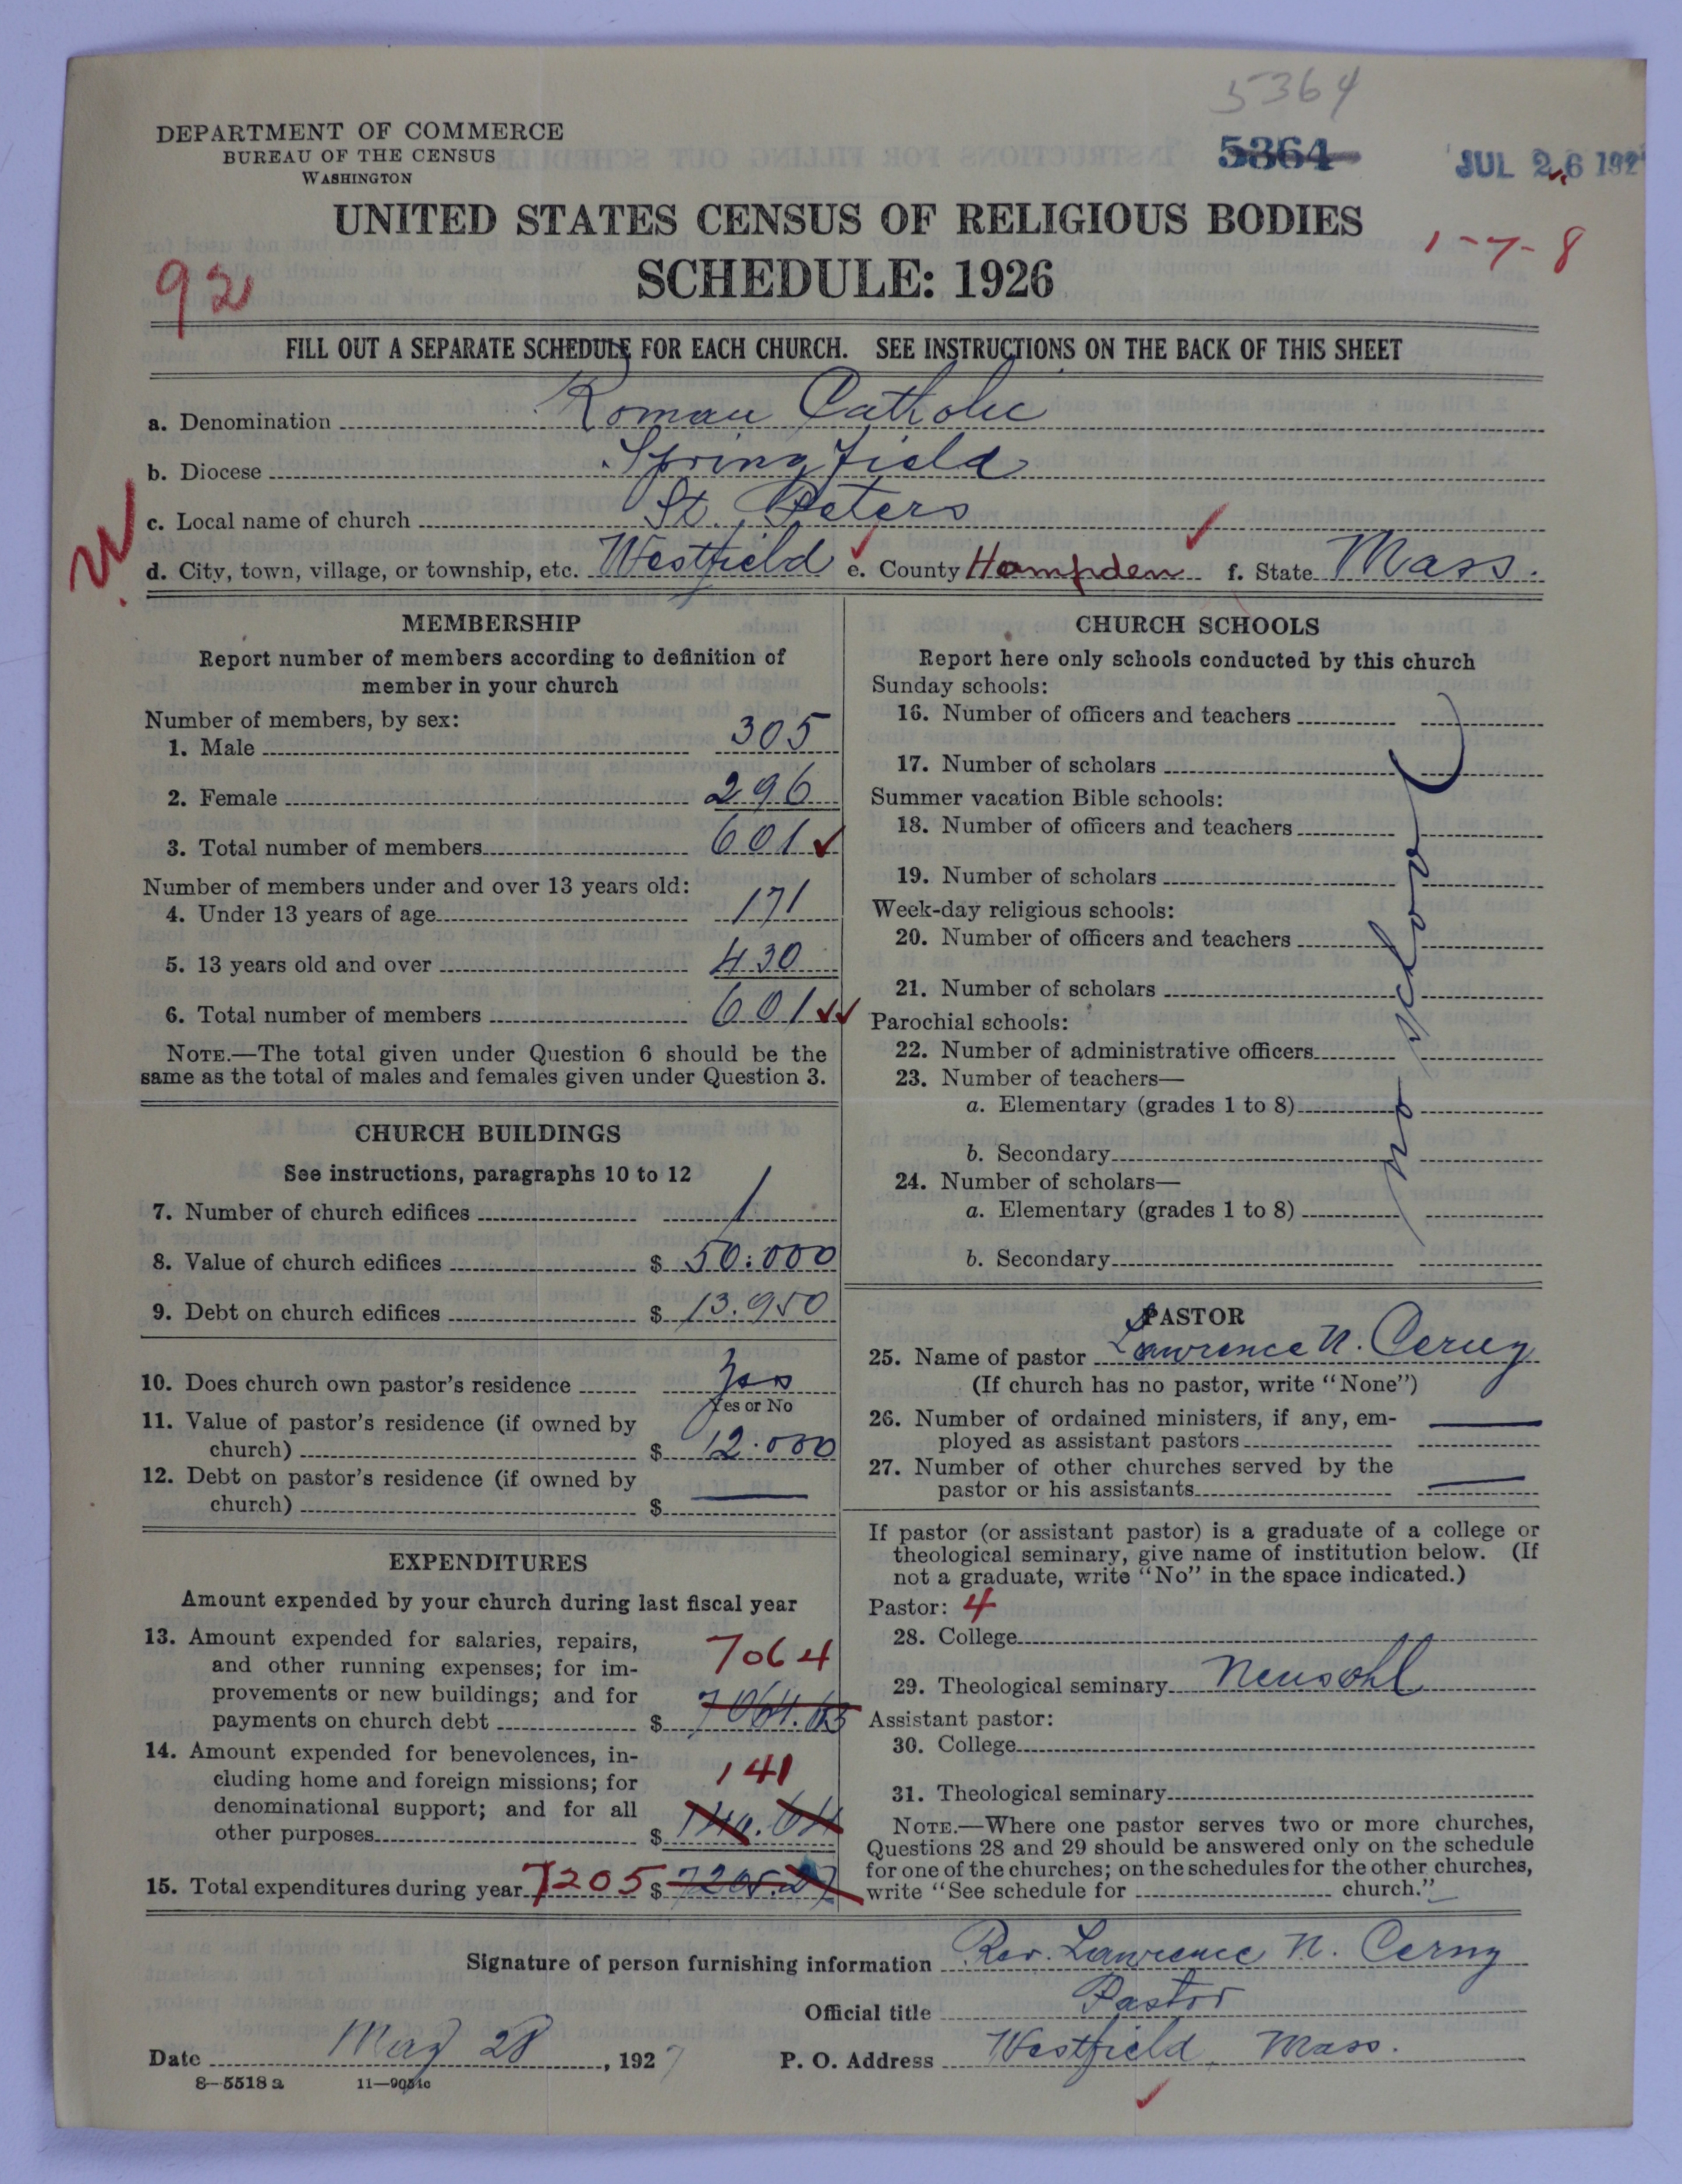 5364
DEPARTMENT OF COMMERCE
BUREAU OF THE CENSUS
WASHINGTON
5364
JUL 26 192
UNITED STATES CENSUS OF RELIGIOUS BODIES
1-7-8
92
SCHEDULE: 1926
FILL OUT A SEPARATE SCHEDULE FOR EACH CHURCH. SEE INSTRUCTIONS ON THE BACK OF THIS SHEET
a. Denomination Roman Catholic
b. Diocese Springfield
c. Local name of church St. Peters
d. City, town, village, or township, etc. Westfield e. County Hampden f. State Mass.
MEMBERSHIP
Report number of members according to definition of
member in your church
Number of members, by sex:
1. Male 305
2. Female 296
3. Total number of members 601
Number of members under and over 13 years old:
4. Under 13 years of age 171
5. 13 years old and over 430
6. Total number of members 601
NOTE.—The total given under Question 6 should be the
same as the total of males and females given under Question 3.
CHURCH BUILDINGS
See instructions, paragraphs 10 to 12
7. Number of church edifices 1
8. Value of church edifices $ 50.000
9. Debt on church edifices $ 13.950
10. Does church own pastor's residence Yes
Yes or No
11. Value of pastor's residence (if owned by
church) $ 12.000
12. Debt on pastor's residence (if owned by
church) $
EXPENDITURES
Amount expended by your church during last fiscal year
13. Amount expended for salaries, repairs,
and other running expenses; for im-
provements or new buildings; and for
payments on church debt $ 7064
7064.63
14. Amount expended for benevolences, in-
cluding home and foreign missions; for
denominational support; and for all
other purposes $ 141
140.64
15. Total expenditures during year 7205 $ 7205.27
CHURCH SCHOOLS
Report here only schools conducted by this church
Sunday schools:
16. Number of officers and teachers
17. Number of scholars
Summer vacation Bible schools:
18. Number of officers and teachers
19. Number of scholars
Week-day religious schools:
20. Number of officers and teachers
21. Number of scholars
Parochial schools:
22. Number of administrative officers
23. Number of teachers—
a. Elementary (grades 1 to 8)
b. Secondary
24. Number of scholars—
a. Elementary (grades 1 to 8)
b. Secondary
(no school)
PASTOR
25. Name of pastor Lawrence N. Cerny
(If church has no pastor, write "None")
26. Number of ordained ministers, if any, em-
ployed as assistant pastors
27. Number of other churches served by the
pastor or his assistants
If pastor (or assistant pastor) is a graduate of a college or
theological seminary, give name of institution below. (If
not a graduate, write "No" in the space indicated.)
Pastor: 4
28. College
29. Theological seminary Neusohl
Assistant pastor:
30. College
31. Theological seminary
NOTE.—Where one pastor serves two or more churches,
Questions 28 and 29 should be answered only on the schedule
for one of the churches; on the schedules for the other churches,
write "See schedule for church."
Signature of person furnishing information Rev. Lawrence N. Cerny
Official title Pastor
Date May 28, 1927 P. O. Address Westfield, Mass.
8—5518 a 11—9051c